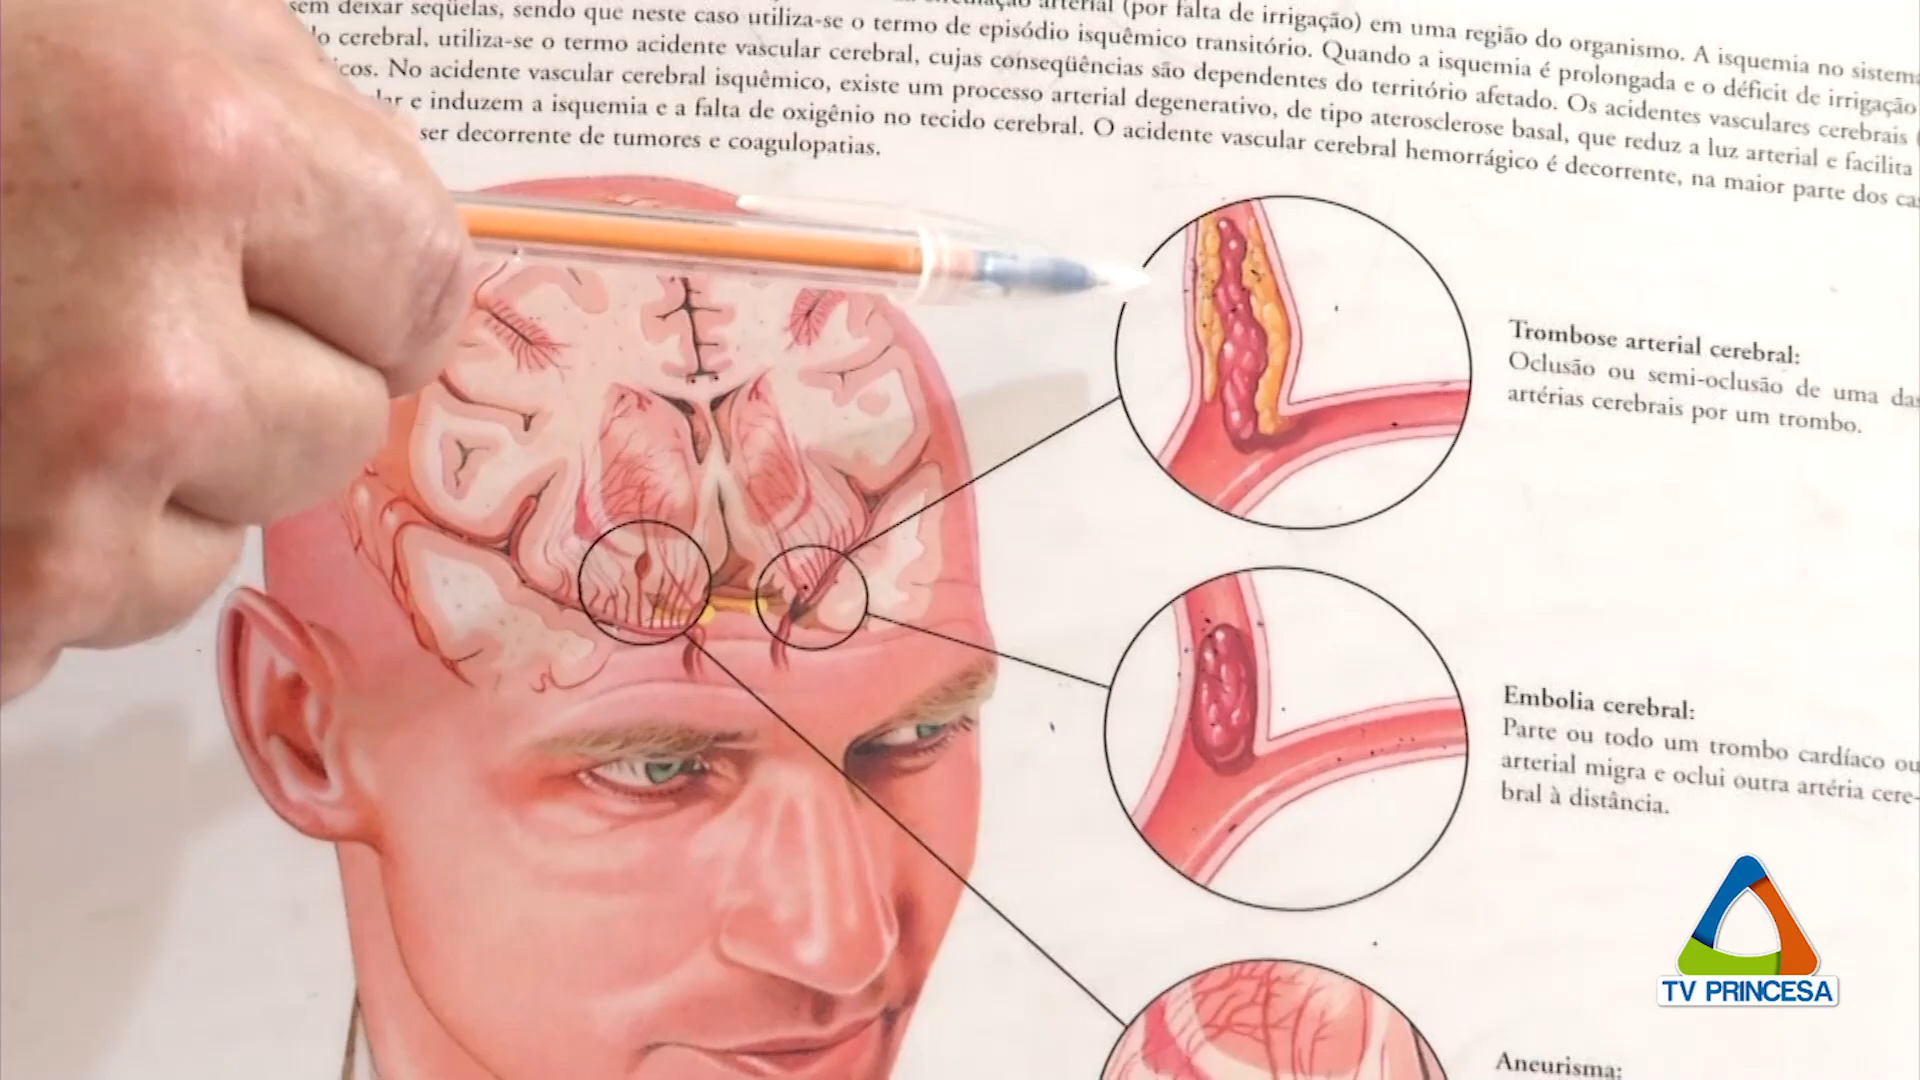 arterial (por falta de irrigação) em uma região do organismo. A isquemia no sistema
sem deixar seqüelas, sendo que neste caso utiliza-se o termo de episódio isquêmico transitório. Quando a isquemia é prolongada e o déficit de irrigação
cerebral, utiliza-se o termo acidente vascular cerebral, cujas conseqüências são dependentes do território afetado. Os acidentes vasculares cerebrais
No acidente vascular cerebral isquêmico, existe um processo arterial degenerativo, de tipo aterosclerose basal, que reduz a luz arterial e facilita
e induzem a isquemia e a falta de oxigênio no tecido cerebral. O acidente vascular cerebral hemorrágico é decorrente, na maior parte dos
ser decorrente de tumores e coagulopatias.
Trombose arterial cerebral:
Oclusão ou semi-oclusão de uma das
artérias cerebrais por um trombo.
Embolia cerebral:
Parte ou todo um trombo cardíaco ou
arterial migra e oclui outra artéria cere-
bral à distância.
Aneurisma:
TV PRINCESA